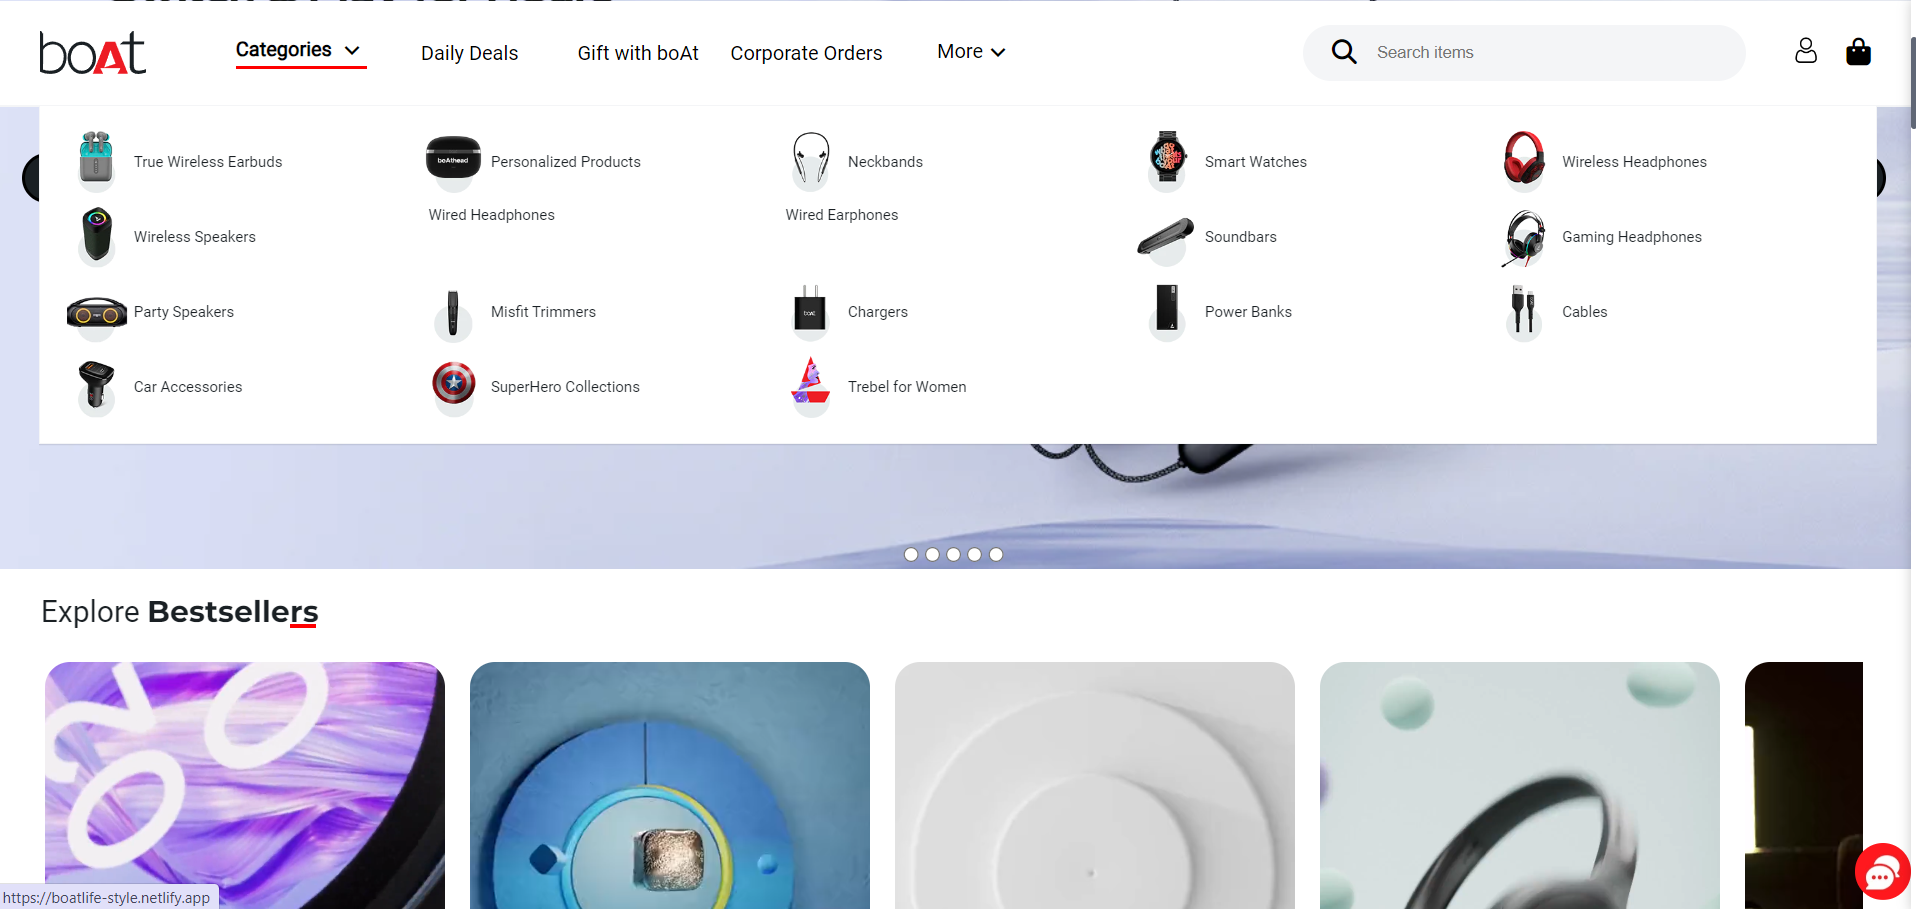 boAt
Categories
Daily Deals
Gift with boAt
Corporate Orders
More
Search items
True Wireless Earbuds
boAthead
Personalized Products
Neckbands
Smart Watches
Wireless Headphones
Wireless Speakers
Wired Headphones
Wired Earphones
Soundbars
Gaming Headphones
Party Speakers
Misfit Trimmers
boAt
Chargers
Power Banks
Cables
Car Accessories
SuperHero Collections
Trebel for Women
Explore Bestsellers
https://boatlife-style.netlify.app